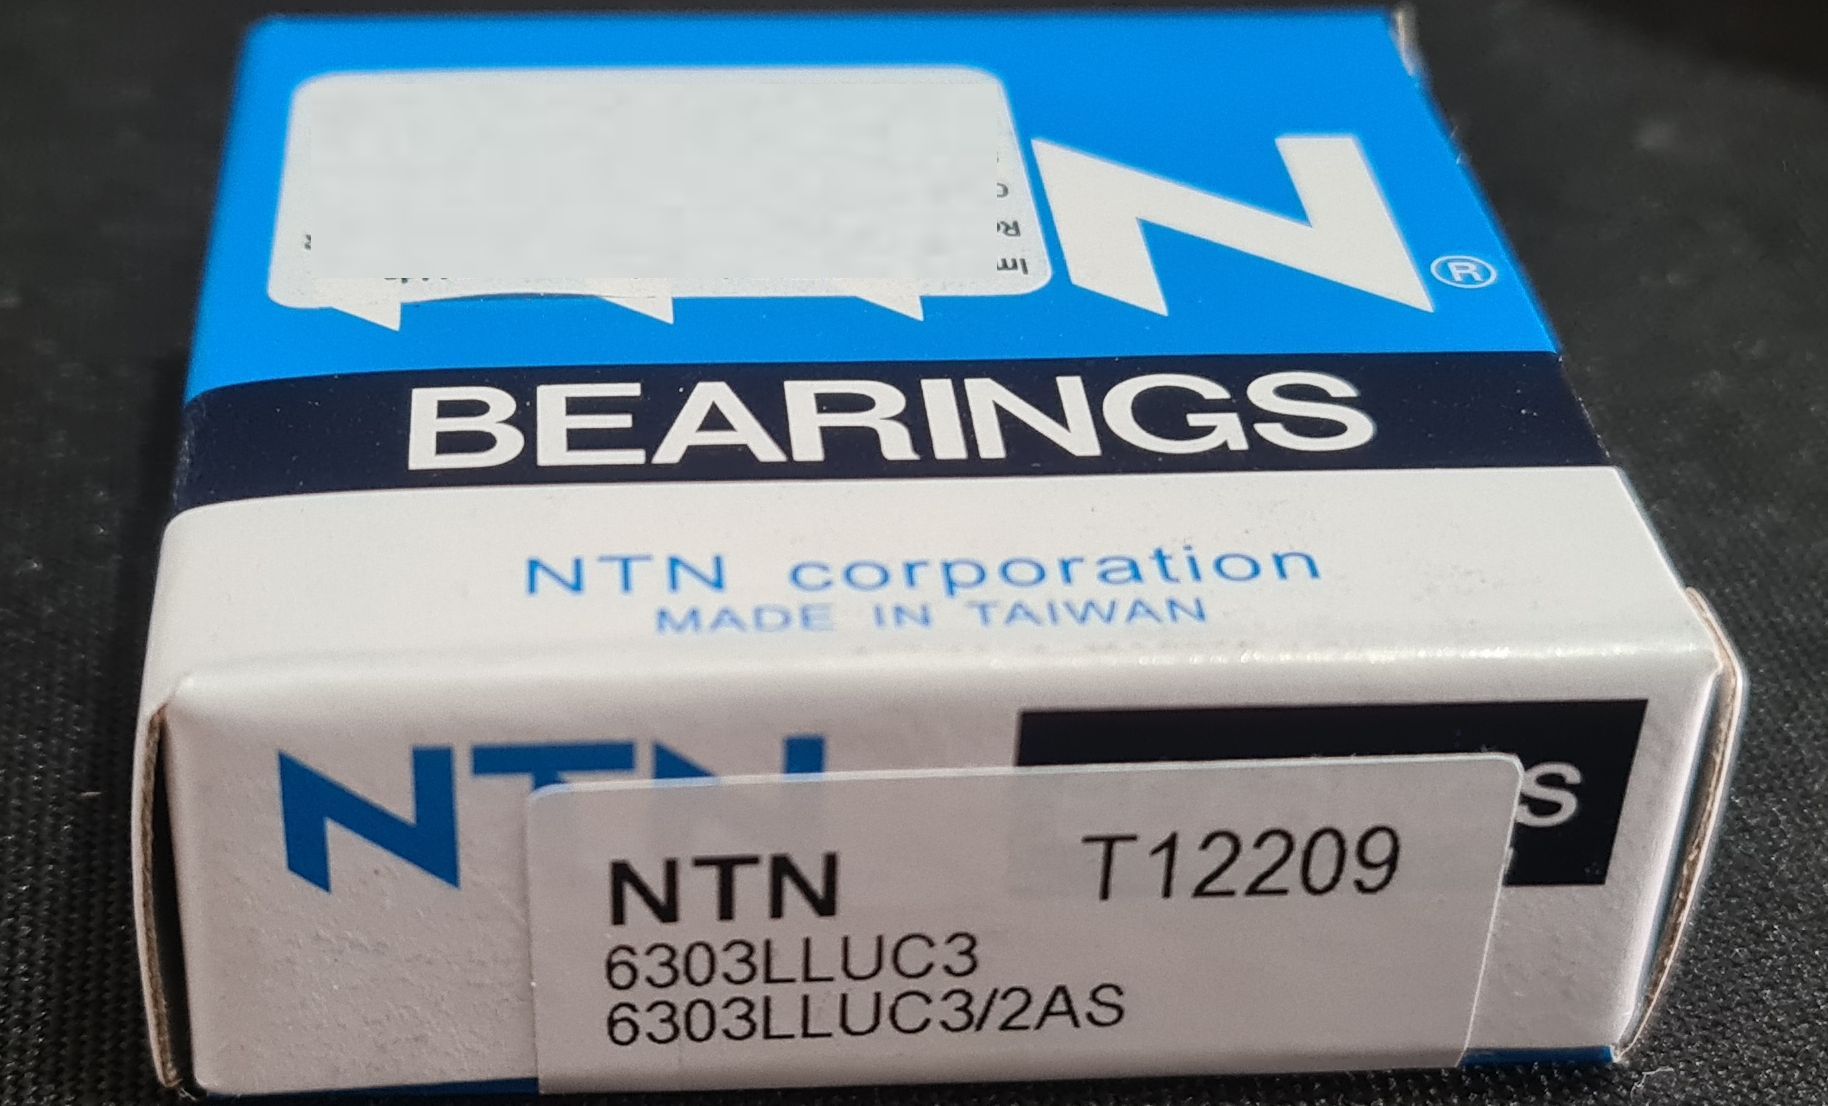 N®
BEARINGS
NTN corporation
MADE IN TAIWAN
NTN
S
NTN T12209
6303LLUC3
6303LLUC3/2AS